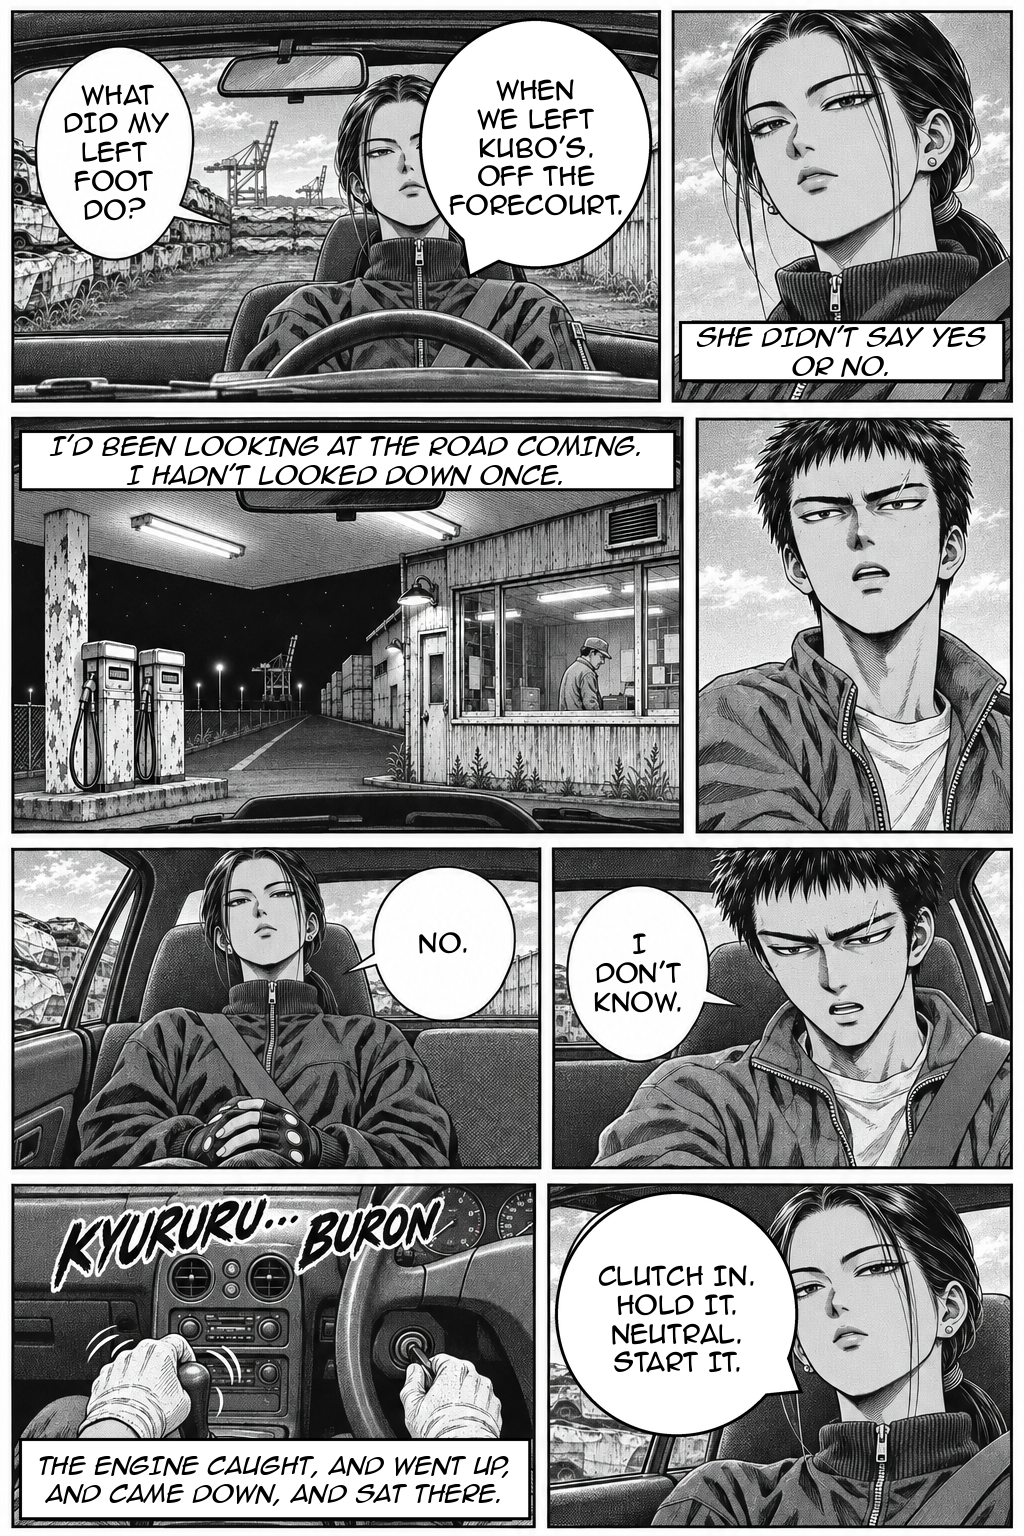 WHAT
DID MY
LEFT
FOOT
DO?
WHEN
WE LEFT
KUBO'S.
OFF THE
FORECOURT.
SHE DIDN'T SAY YES
OR NO.
I'D BEEN LOOKING AT THE ROAD COMING.
I HADN'T LOOKED DOWN ONCE.
NO.
I
DON'T
KNOW.
KYURURU... BURON
THE ENGINE CAUGHT, AND WENT UP,
AND CAME DOWN, AND SAT THERE.
CLUTCH IN.
HOLD IT.
NEUTRAL.
START IT.